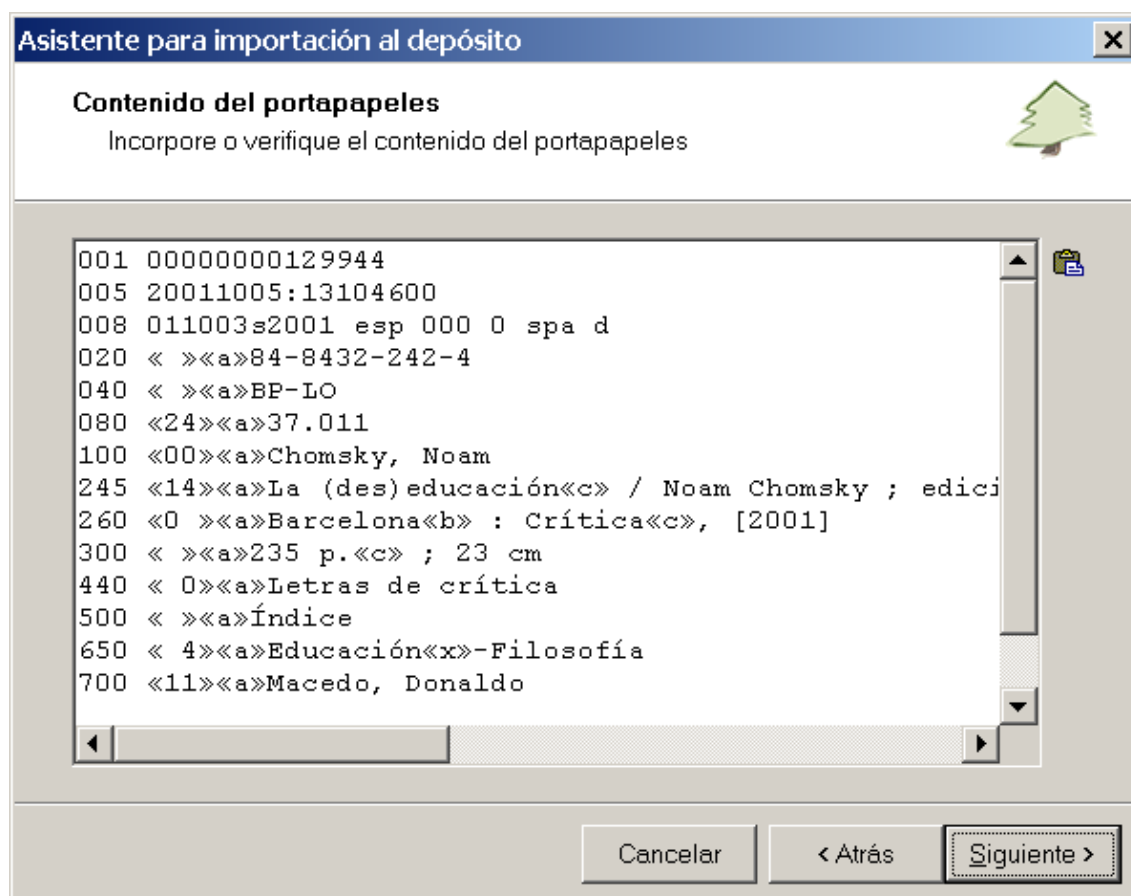 Asistente para importación al depósito
Contenido del portapapeles
Incorpore o verifique el contenido del portapapeles
001 00000000129944
005 20011005:13104600
008 011003s2001 esp 000 0 spa d
020 « »«a»84-8432-242-4
040 « »«a»BP-LO
080 «24»«a»37.011
100 «00»«a»Chomsky, Noam
245 «14»«a»La (des)educación«c» / Noam Chomsky ; edici
260 «0 »«a»Barcelona«b» : Crítica«c», [2001]
300 « »«a»235 p.«c» ; 23 cm
440 « 0»«a»Letras de crítica
500 « »«a»Índice
650 « 4»«a»Educación«x»-Filosofía
700 «11»«a»Macedo, Donaldo
Cancelar < Atrás Siguiente >